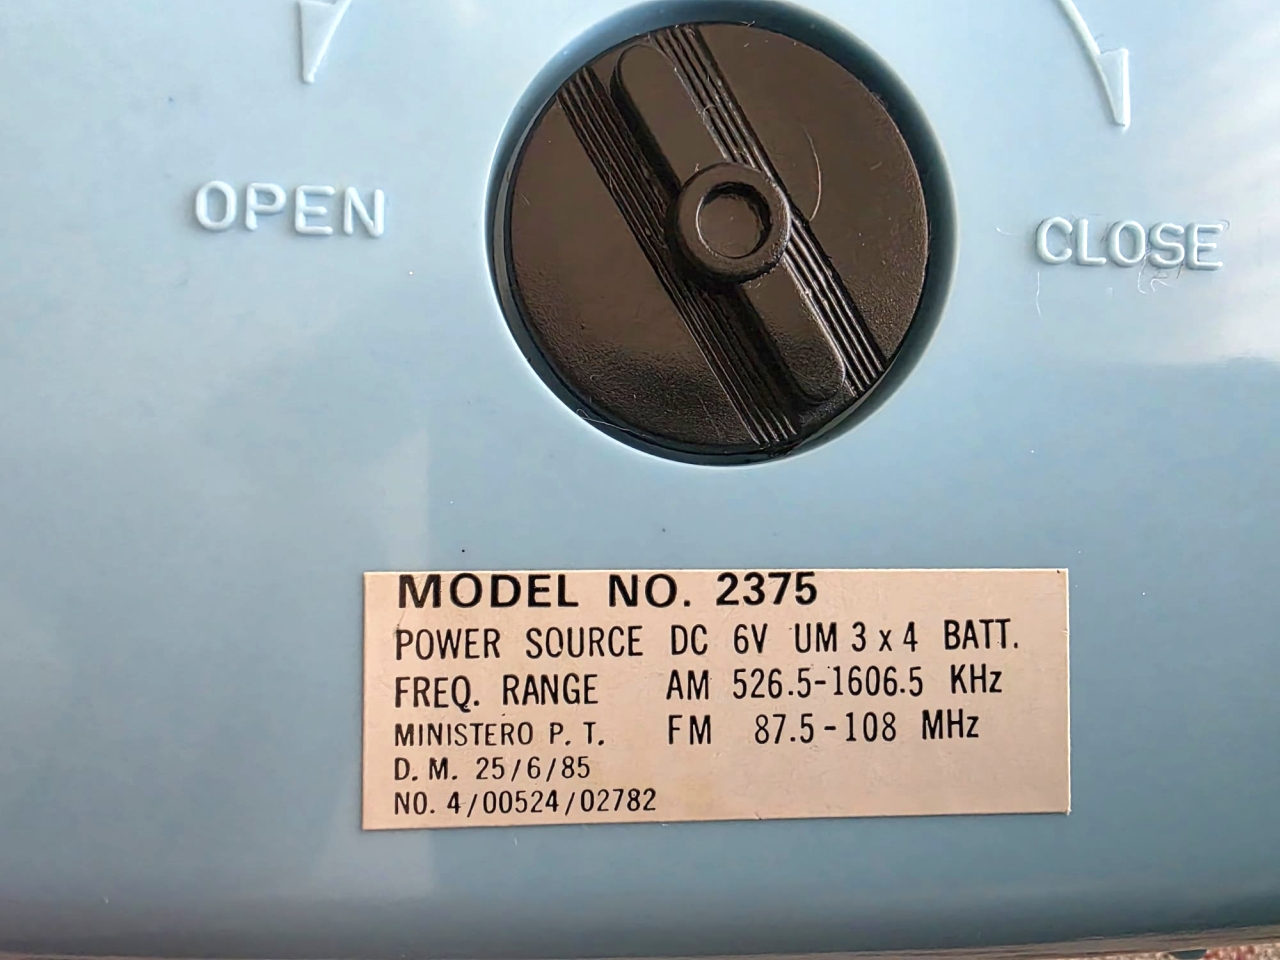 OPEN
CLOSE
MODEL NO. 2375
POWER SOURCE DC 6V UM 3 x 4 BATT.
FREQ. RANGE AM 526.5-1606.5 KHz
MINISTERO P. T. FM 87.5-108 MHz
D. M. 25/6/85
NO. 4/00524/02782